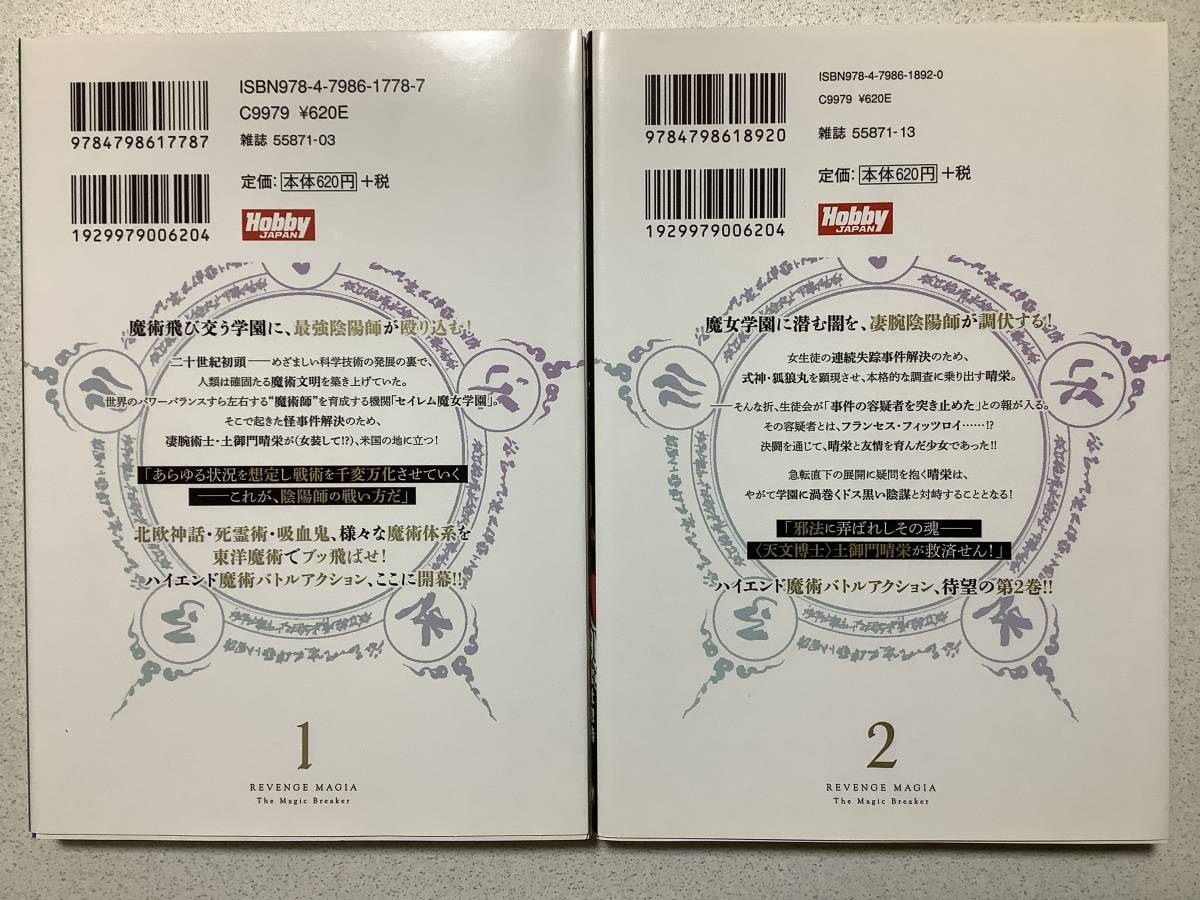 ISBN978-4-7986-1778-7
C9979 ¥620E
9784798617787
雑誌 55871-03
定価：本体620円＋税
1929979006204
Hobby
JAPAN
魔術飛び交う学園に、最強陰陽師が殴り込む！
二十世紀初頭――めざましい科学技術の発展の裏で、
人類は確固たる魔術文明を築き上げていた。
世界のパワーバランスすら左右する“魔術師”を育成する機関「セイレム魔女学園」。
そこで起きた怪事件解決のため、
凄腕術士・土御門晴栄が（女装して!?）、米国の地に立つ！
「あらゆる状況を想定し戦術を千変万化させていく
――これが、陰陽師の戦い方だ」
北欧神話・死霊術・吸血鬼、様々な魔術体系を
東洋魔術でブッ飛ばせ！
ハイエンド魔術バトルアクション、ここに開幕!!
1
REVENGE MAGIA
The Magic Breaker
ISBN978-4-7986-1892-0
C9979 ¥620E
9784798618920
雑誌 55871-13
定価：本体620円＋税
1929979006204
Hobby
JAPAN
魔女学園に潜む闇を、凄腕陰陽師が調伏する！
女生徒の連続失踪事件解決のため、
式神・狐狼丸を顕現させ、本格的な調査に乗り出す晴栄。
――そんな折、生徒会が「事件の容疑者を突き止めた」との報が入る。
その容疑者とは、フランセス・フィッツロイ……!?
決闘を通じて、晴栄と友情を育んだ少女であった!!
急転直下の展開に疑問を抱く晴栄は、
やがて学園に渦巻くドス黒い陰謀と対峙することとなる！
「邪法に弄ばれしその魂――
〈天文博士〉土御門晴栄が救済せん！」
ハイエンド魔術バトルアクション、待望の第2巻!!
2
REVENGE MAGIA
The Magic Breaker